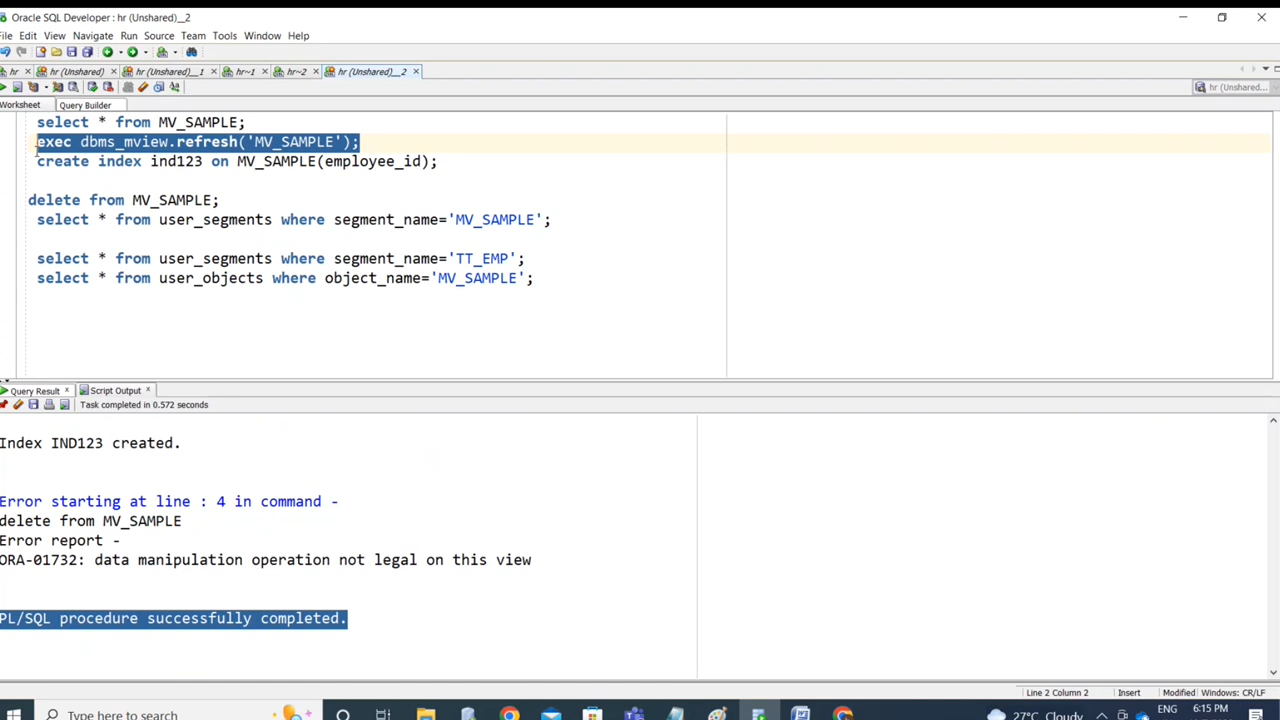 Oracle SQL Developer : hr (Unshared)__2
File Edit View Navigate Run Source Team Tools Window Help
hr hr (Unshared) hr (Unshared)__1 hr~1 hr~2 hr (Unshared)__2
hr (Unshared...
Worksheet Query Builder
select * from MV_SAMPLE;
exec dbms_mview.refresh('MV_SAMPLE');
create index ind123 on MV_SAMPLE(employee_id);
delete from MV_SAMPLE;
select * from user_segments where segment_name='MV_SAMPLE';
select * from user_segments where segment_name='TT_EMP';
select * from user_objects where object_name='MV_SAMPLE';
Query Result Script Output
Task completed in 0.572 seconds
Index IND123 created.
Error starting at line : 4 in command -
delete from MV_SAMPLE
Error report -
ORA-01732: data manipulation operation not legal on this view
PL/SQL procedure successfully completed.
Line 2 Column 2 Insert Modified Windows: CR/LF
Type here to search
27°C Cloudy
ENG
6:15 PM